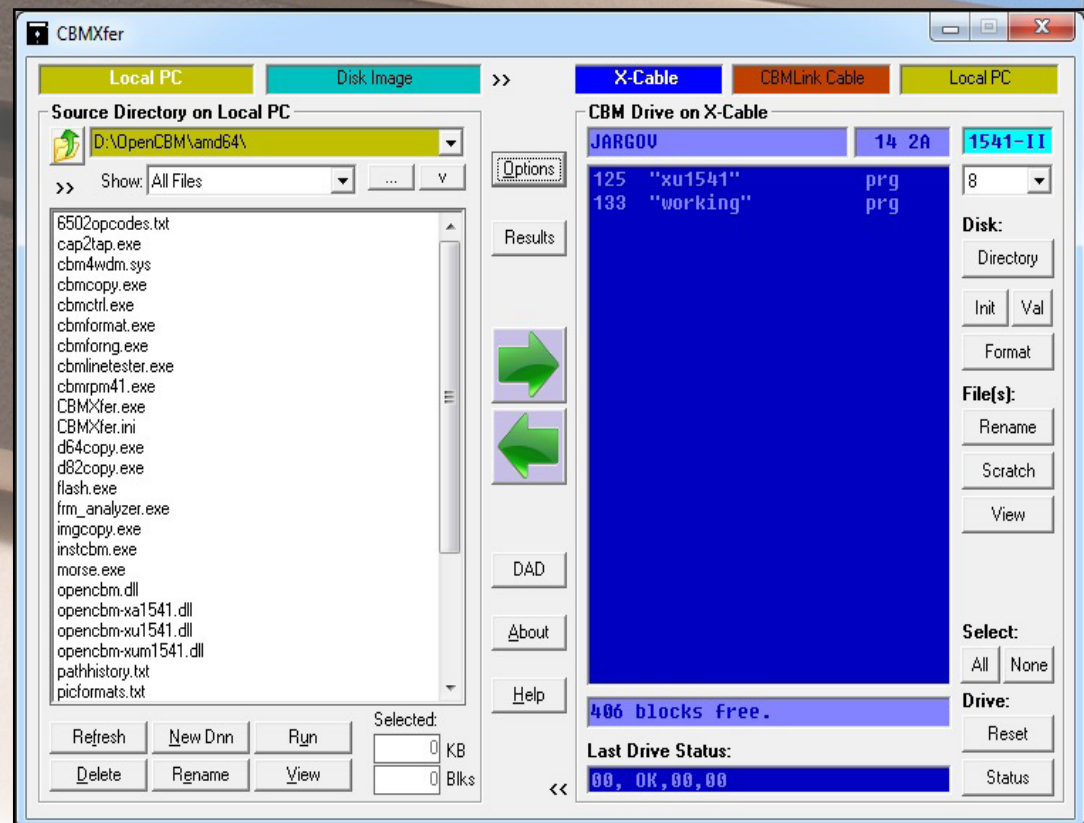 CBMXfer
Local PC
Disk Image
>>
X-Cable
CBMLink Cable
Local PC
Source Directory on Local PC
D:\OpenCBM\amd64\
>>
Show:
All Files
...
v
6502opcodes.txt
cap2tap.exe
cbm4wdm.sys
cbmcopy.exe
cbmctrl.exe
cbmformat.exe
cbmforng.exe
cbmlinetester.exe
cbmrpm41.exe
CBMXfer.exe
CBMXfer.ini
d64copy.exe
d82copy.exe
flash.exe
frm_analyzer.exe
imgcopy.exe
instcbm.exe
morse.exe
opencbm.dll
opencbm-xa1541.dll
opencbm-xu1541.dll
opencbm-xum1541.dll
pathhistory.txt
picformats.txt
Refresh
New Dnn
Run
Delete
Rename
View
Selected:
0 KB
0 Blks
Options
Results
DAD
About
Help
<<
CBM Drive on X-Cable
JARGOV
14 2A
1541-II
125 "xu1541" prg
133 "working" prg
406 blocks free.
Last Drive Status:
00, OK,00,00
8
Disk:
Directory
Init
Val
Format
File(s):
Rename
Scratch
View
Select:
All
None
Drive:
Reset
Status